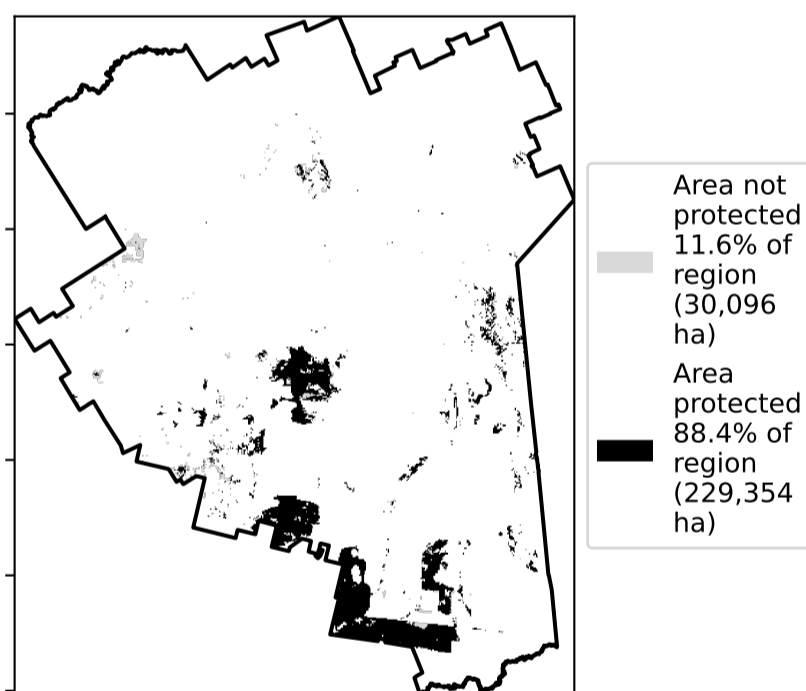 Area not
protected
11.6% of
region
(30,096
ha)
Area
protected
88.4% of
region
(229,354
ha)